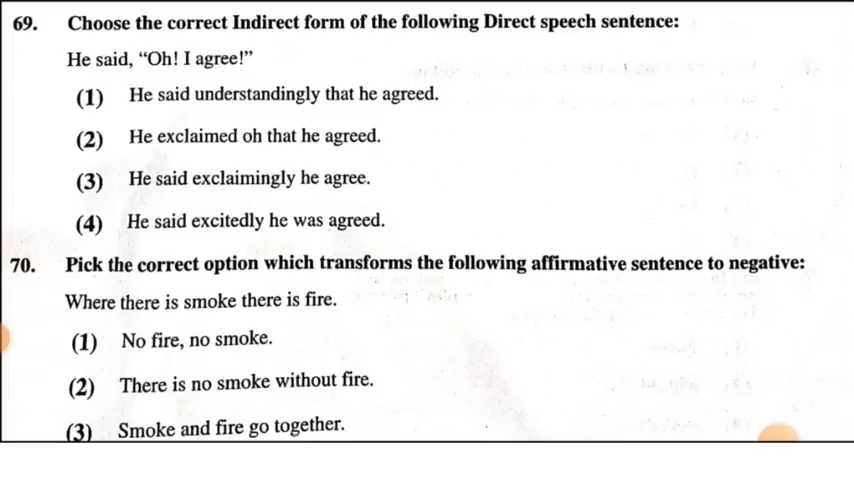 69. Choose the correct Indirect form of the following Direct speech sentence:
He said, “Oh! I agree!”
(1) He said understandingly that he agreed.
(2) He exclaimed oh that he agreed.
(3) He said exclaimingly he agree.
(4) He said excitedly he was agreed.
70. Pick the correct option which transforms the following affirmative sentence to negative:
Where there is smoke there is fire.
(1) No fire, no smoke.
(2) There is no smoke without fire.
(3) Smoke and fire go together.